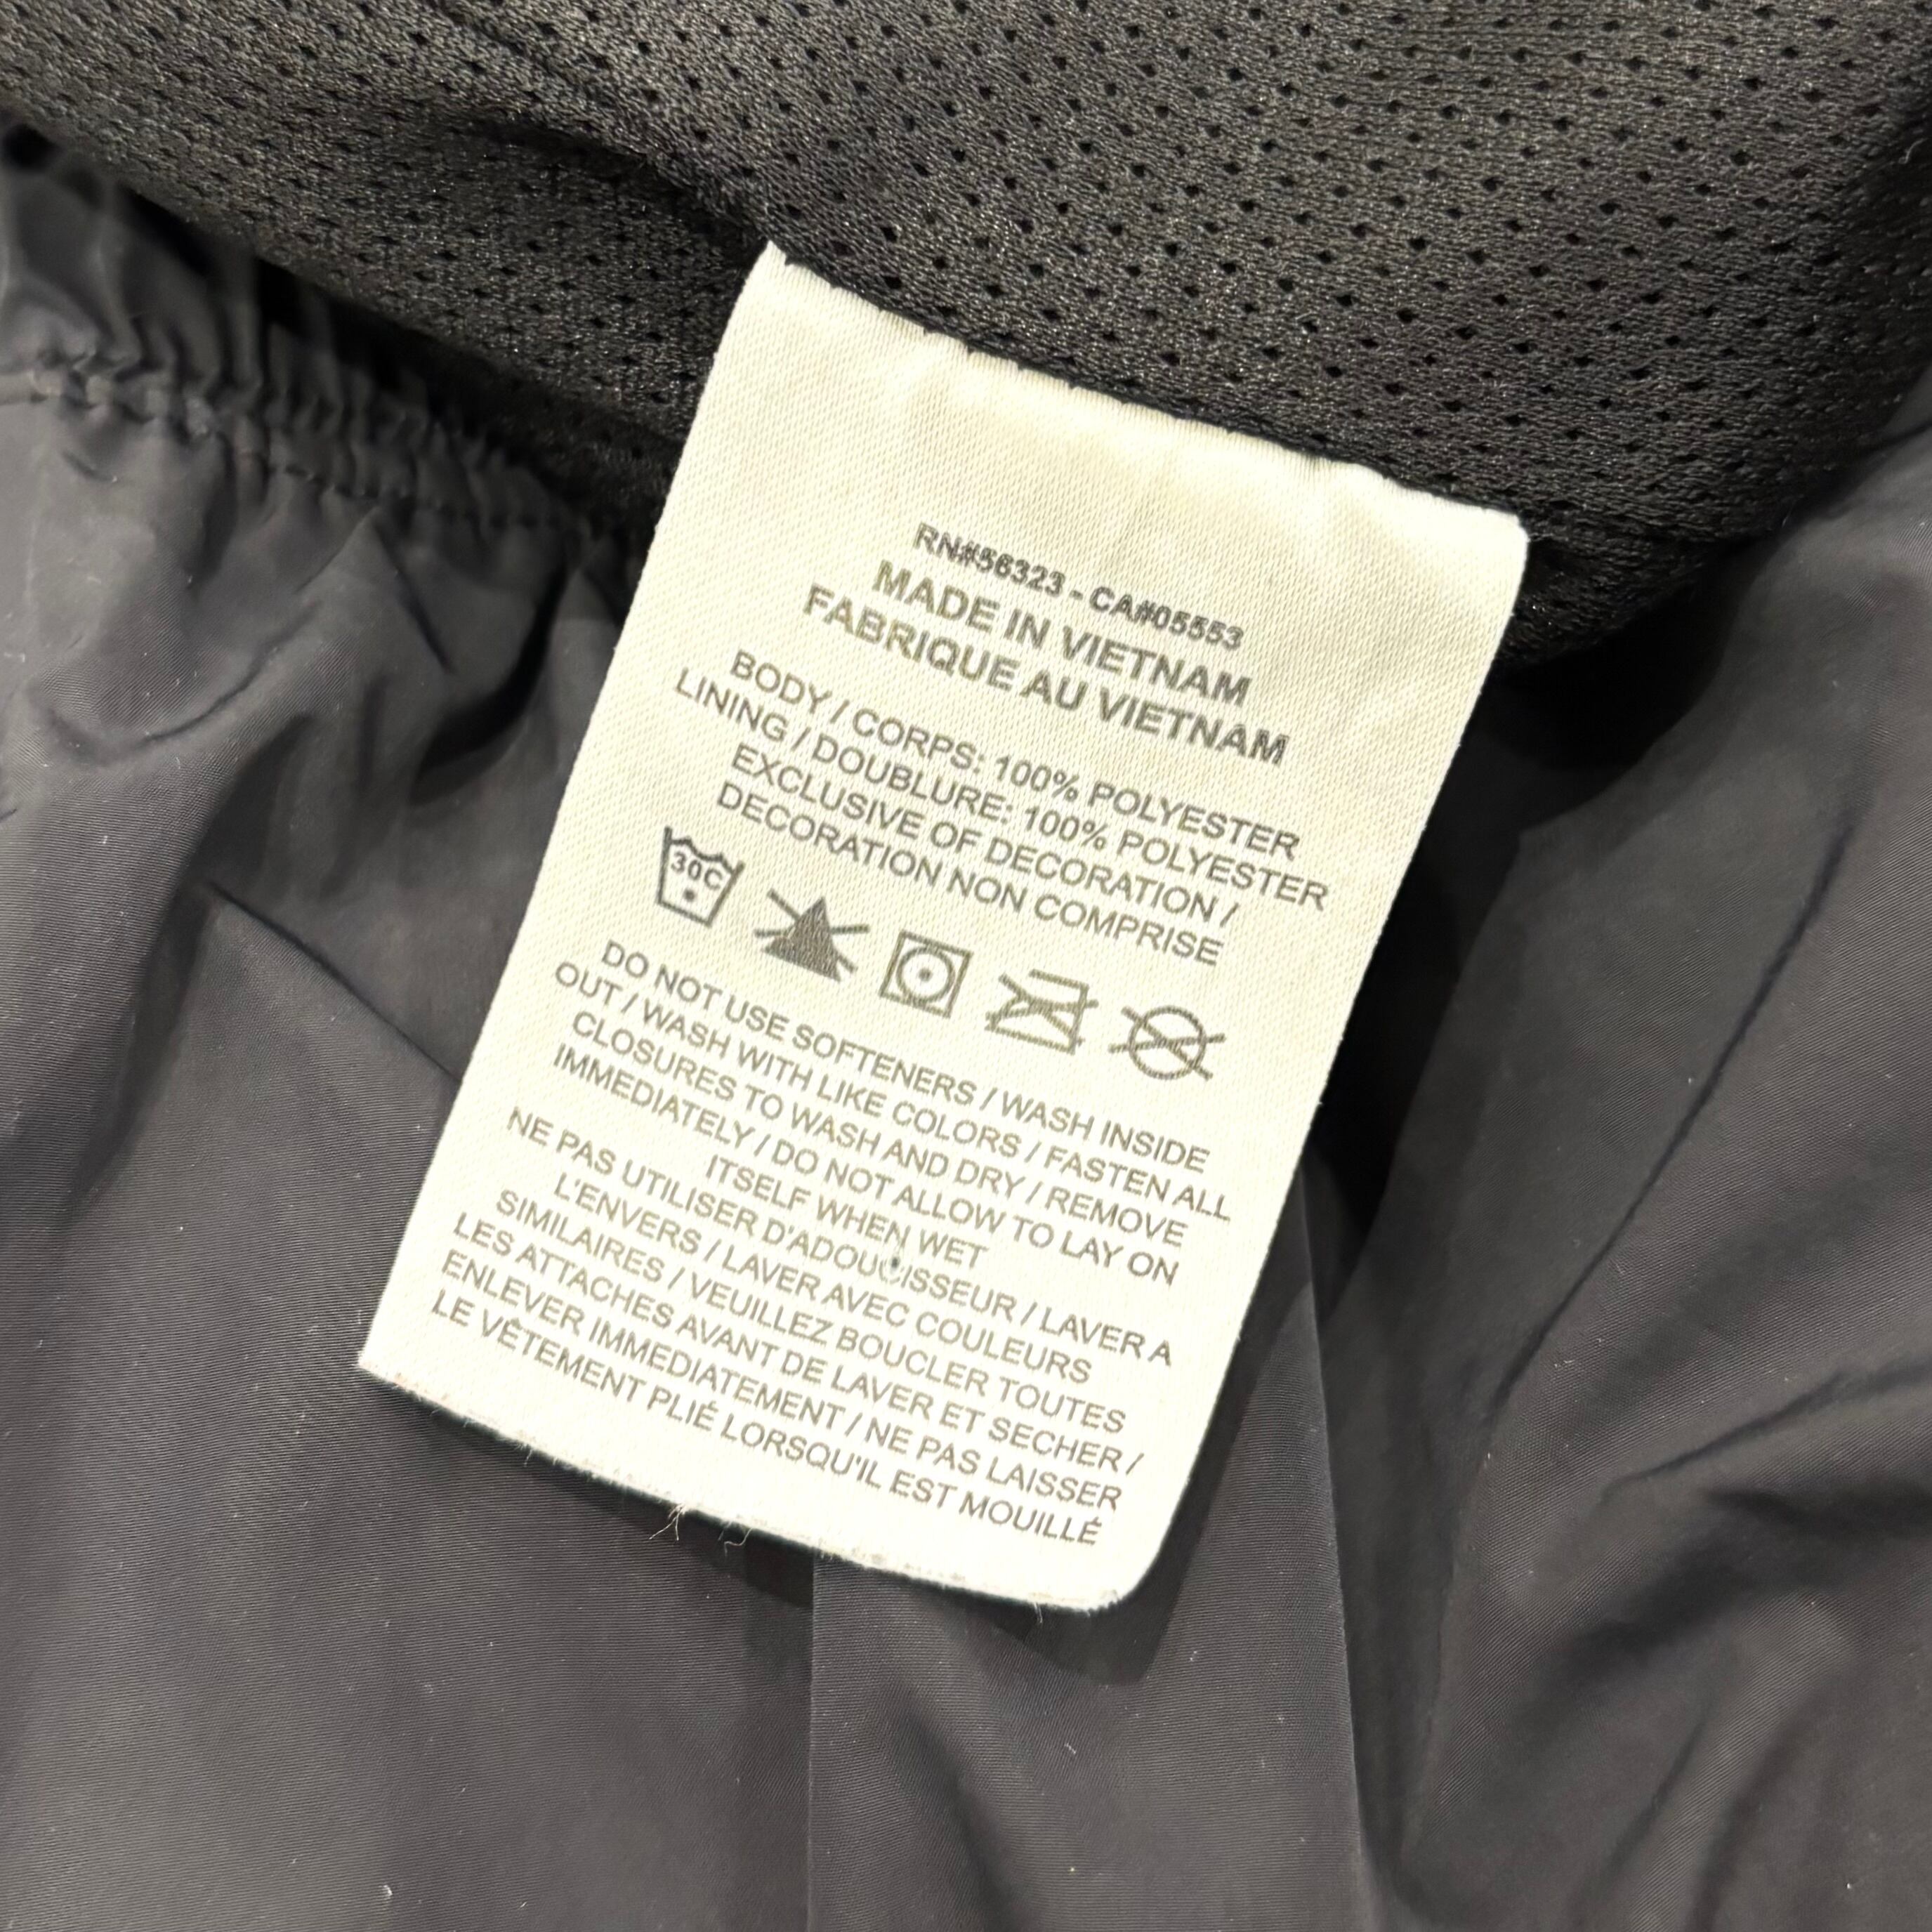 RN#56323 - CA#05553
MADE IN VIETNAM
FABRIQUE AU VIETNAM
BODY / CORPS: 100% POLYESTER
LINING / DOUBLURE: 100% POLYESTER
EXCLUSIVE OF DECORATION /
DECORATION NON COMPRISE
30C
DO NOT USE SOFTENERS / WASH INSIDE
OUT / WASH WITH LIKE COLORS / FASTEN ALL
CLOSURES TO WASH AND DRY / REMOVE
IMMEDIATELY / DO NOT ALLOW TO LAY ON
ITSELF WHEN WET
NE PAS UTILISER D'ADOUCISSEUR / LAVER A
L'ENVERS / LAVER AVEC COULEURS
SIMILAIRES / VEUILLEZ BOUCLER TOUTES
LES ATTACHES AVANT DE LAVER ET SECHER /
ENLEVER IMMEDIATEMENT / NE PAS LAISSER
LE VÊTEMENT PLIÉ LORSQU'IL EST MOUILLÉ